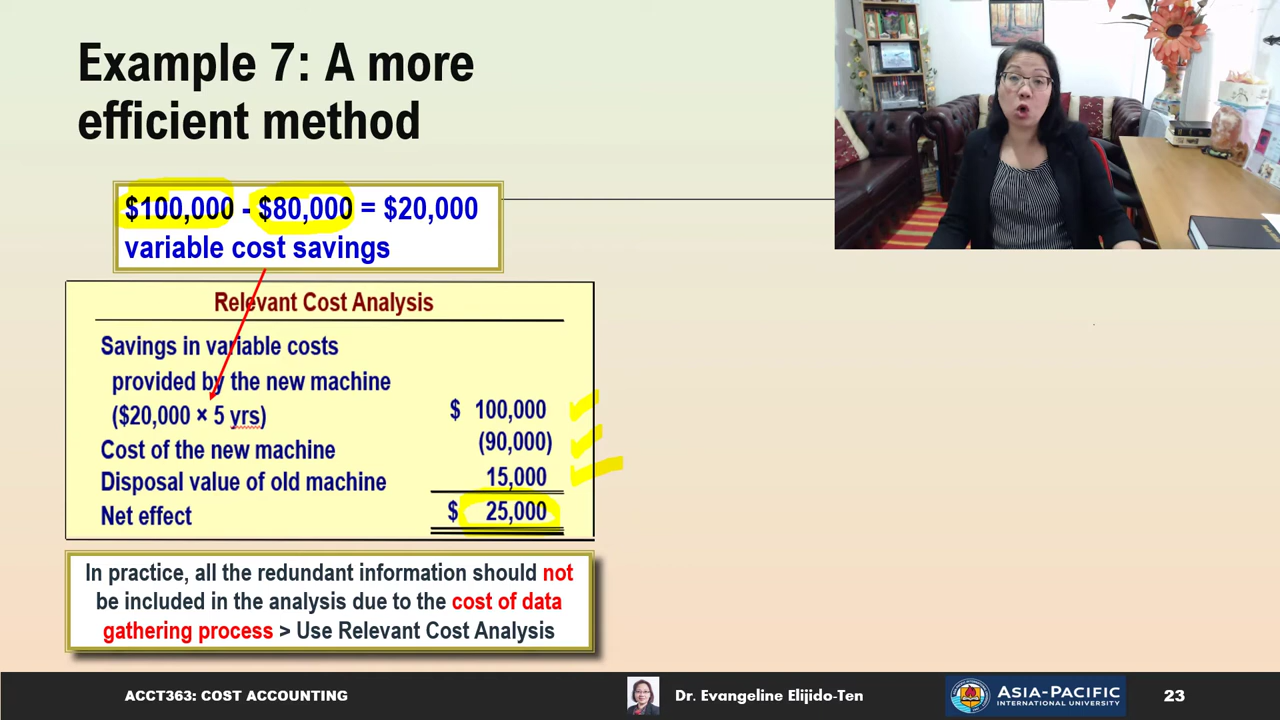 Example 7: A more
efficient method
$100,000 - $80,000 = $20,000
variable cost savings
Relevant Cost Analysis
Savings in variable costs
provided by the new machine
($20,000 × 5 yrs) $ 100,000
Cost of the new machine (90,000)
Disposal value of old machine 15,000
Net effect $ 25,000
In practice, all the redundant information should not
be included in the analysis due to the cost of data
gathering process > Use Relevant Cost Analysis
ACCT363: COST ACCOUNTING
Dr. Evangeline Elijido-Ten
ASIA-PACIFIC
INTERNATIONAL UNIVERSITY
23